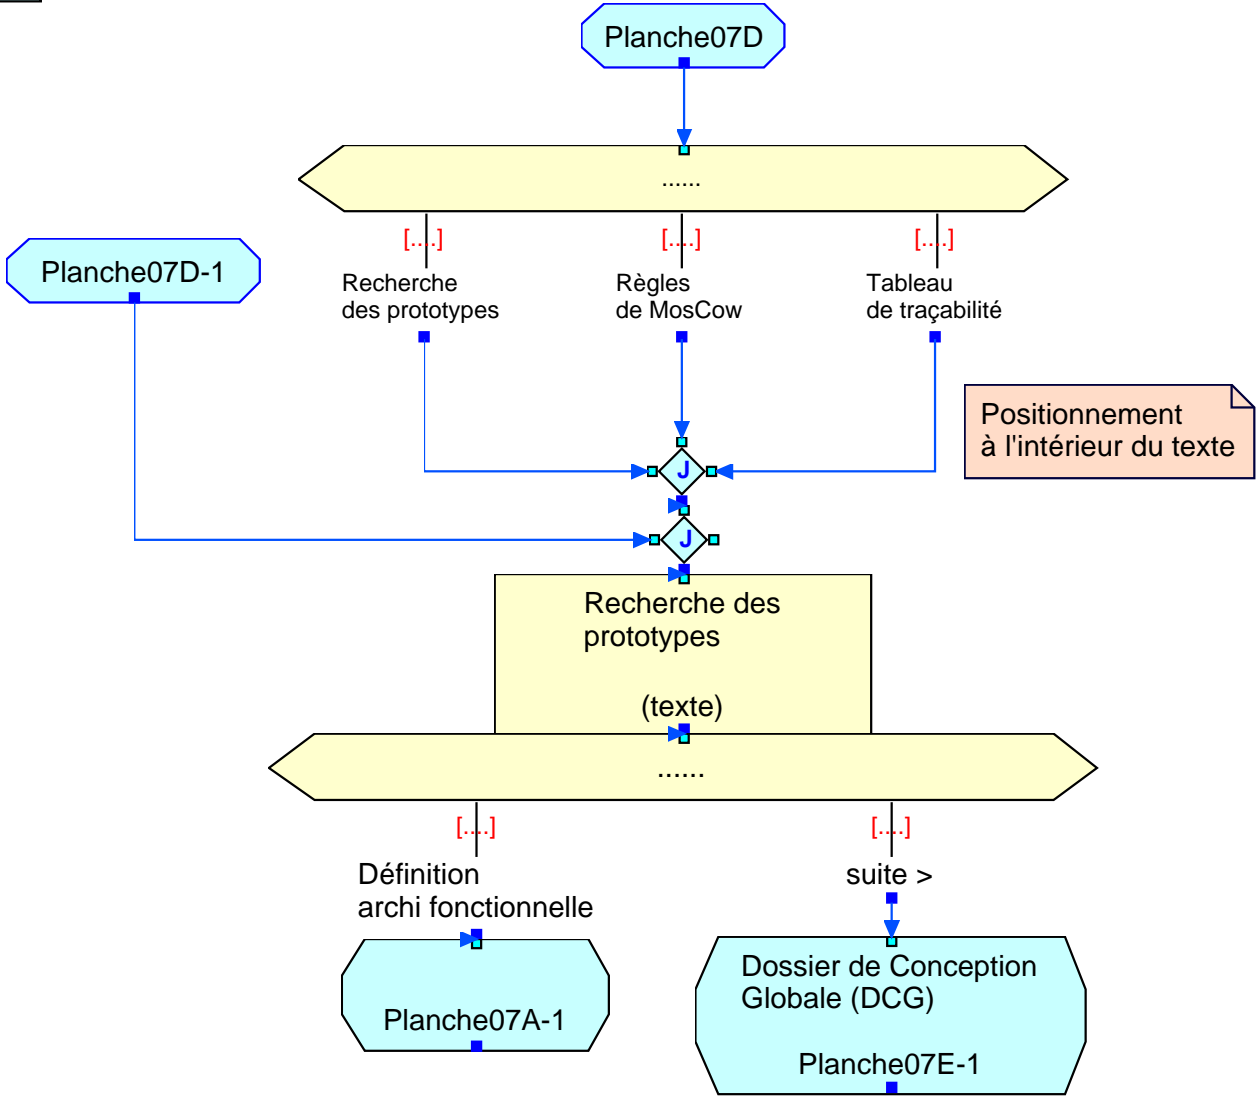 Planche07D
......
[....]
[....]
[....]
Planche07D-1
Recherche
des prototypes
Règles
de MosCow
Tableau
de traçabilité
Positionnement
à l'intérieur du texte
J
J
Recherche des
prototypes
(texte)
......
[....]
[....]
Définition
archi fonctionnelle
suite >
Planche07A-1
Dossier de Conception
Globale (DCG)
Planche07E-1